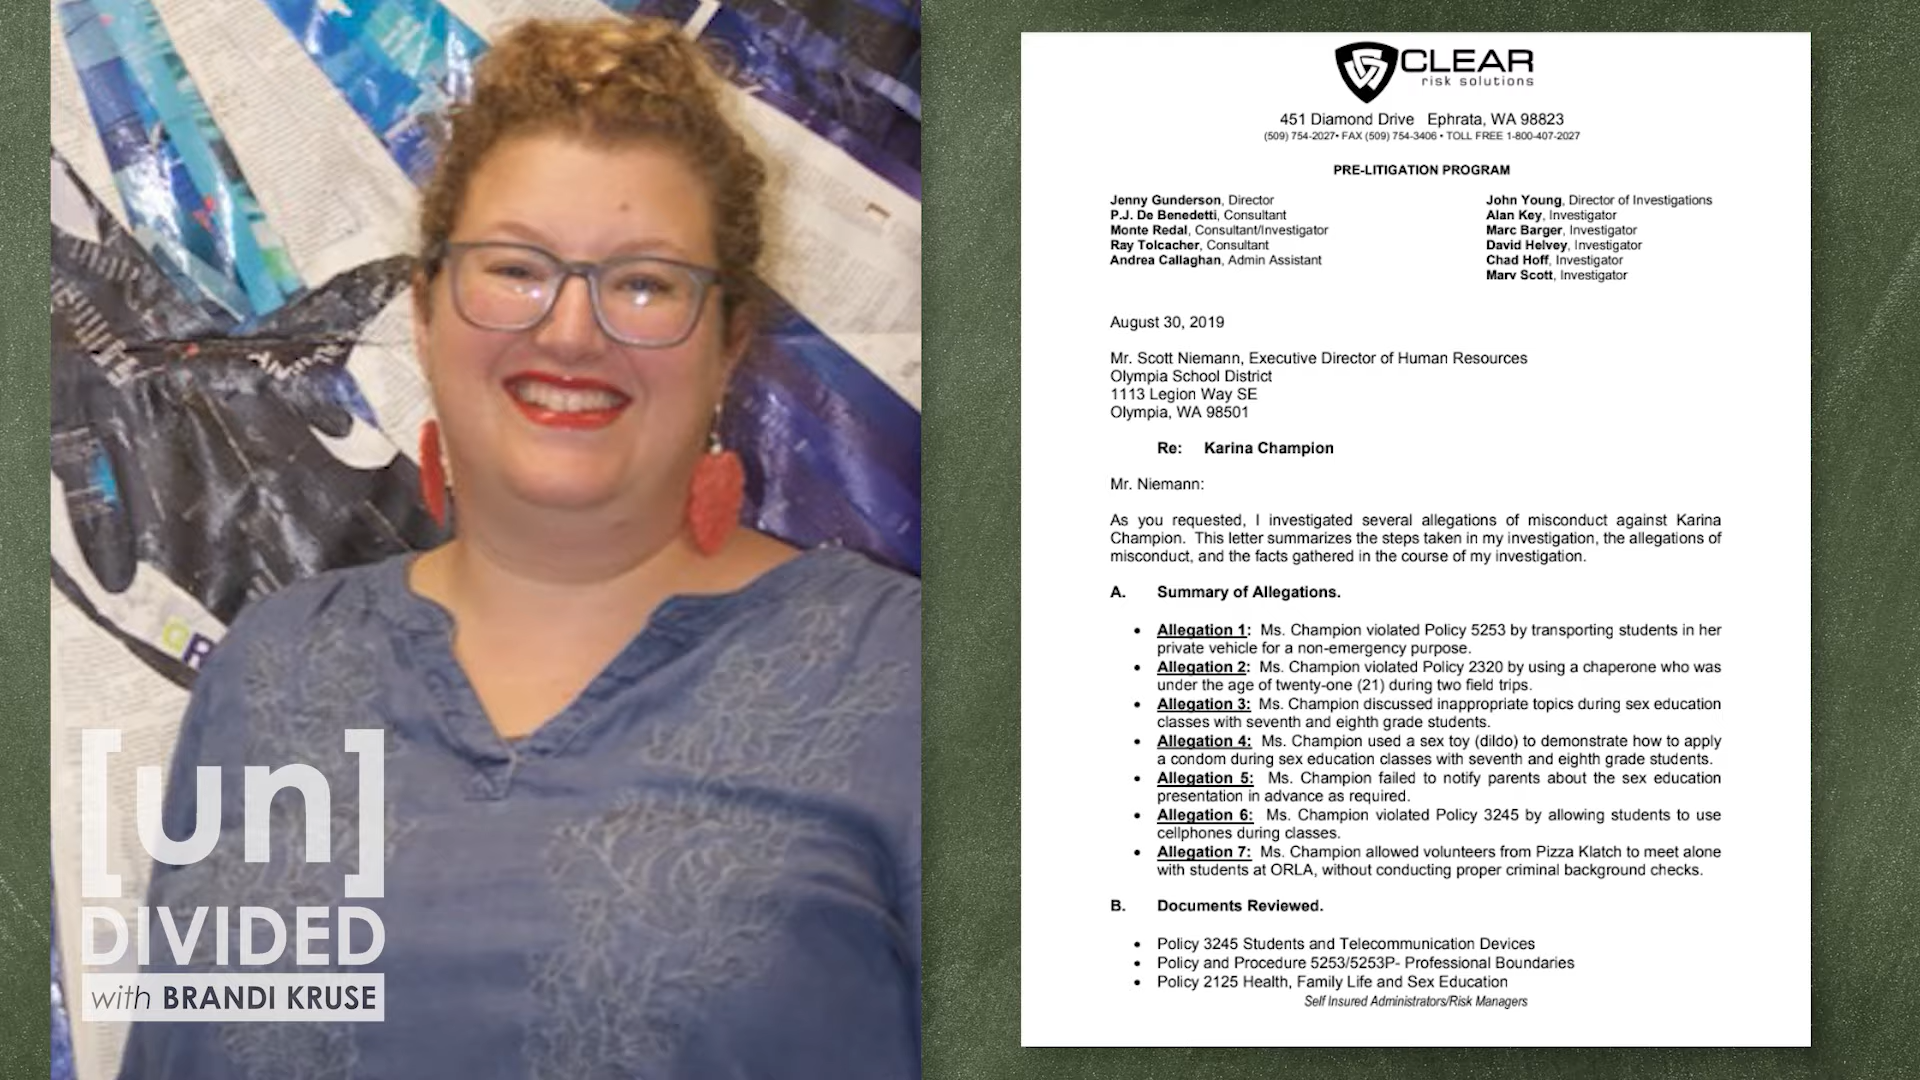 [un]
DIVIDED
with BRANDI KRUSE
CLEAR
risk solutions
451 Diamond Drive Ephrata, WA 98823
(509) 754-2027• FAX (509) 754-3406 • TOLL FREE 1-800-407-2027
PRE-LITIGATION PROGRAM
Jenny Gunderson, Director
P.J. De Benedetti, Consultant
Monte Redal, Consultant/Investigator
Ray Tolcacher, Consultant
Andrea Callaghan, Admin Assistant
John Young, Director of Investigations
Alan Key, Investigator
Marc Barger, Investigator
David Helvey, Investigator
Chad Hoff, Investigator
Marv Scott, Investigator
August 30, 2019
Mr. Scott Niemann, Executive Director of Human Resources
Olympia School District
1113 Legion Way SE
Olympia, WA 98501
Re: Karina Champion
Mr. Niemann:
As you requested, I investigated several allegations of misconduct against Karina
Champion. This letter summarizes the steps taken in my investigation, the allegations of
misconduct, and the facts gathered in the course of my investigation.
A. Summary of Allegations.
• Allegation 1: Ms. Champion violated Policy 5253 by transporting students in her
private vehicle for a non-emergency purpose.
• Allegation 2: Ms. Champion violated Policy 2320 by using a chaperone who was
under the age of twenty-one (21) during two field trips.
• Allegation 3: Ms. Champion discussed inappropriate topics during sex education
classes with seventh and eighth grade students.
• Allegation 4: Ms. Champion used a sex toy (dildo) to demonstrate how to apply
a condom during sex education classes with seventh and eighth grade students.
• Allegation 5: Ms. Champion failed to notify parents about the sex education
presentation in advance as required.
• Allegation 6: Ms. Champion violated Policy 3245 by allowing students to use
cellphones during classes.
• Allegation 7: Ms. Champion allowed volunteers from Pizza Klatch to meet alone
with students at ORLA, without conducting proper criminal background checks.
B. Documents Reviewed.
• Policy 3245 Students and Telecommunication Devices
• Policy and Procedure 5253/5253P- Professional Boundaries
• Policy 2125 Health, Family Life and Sex Education
Self Insured Administrators/Risk Managers